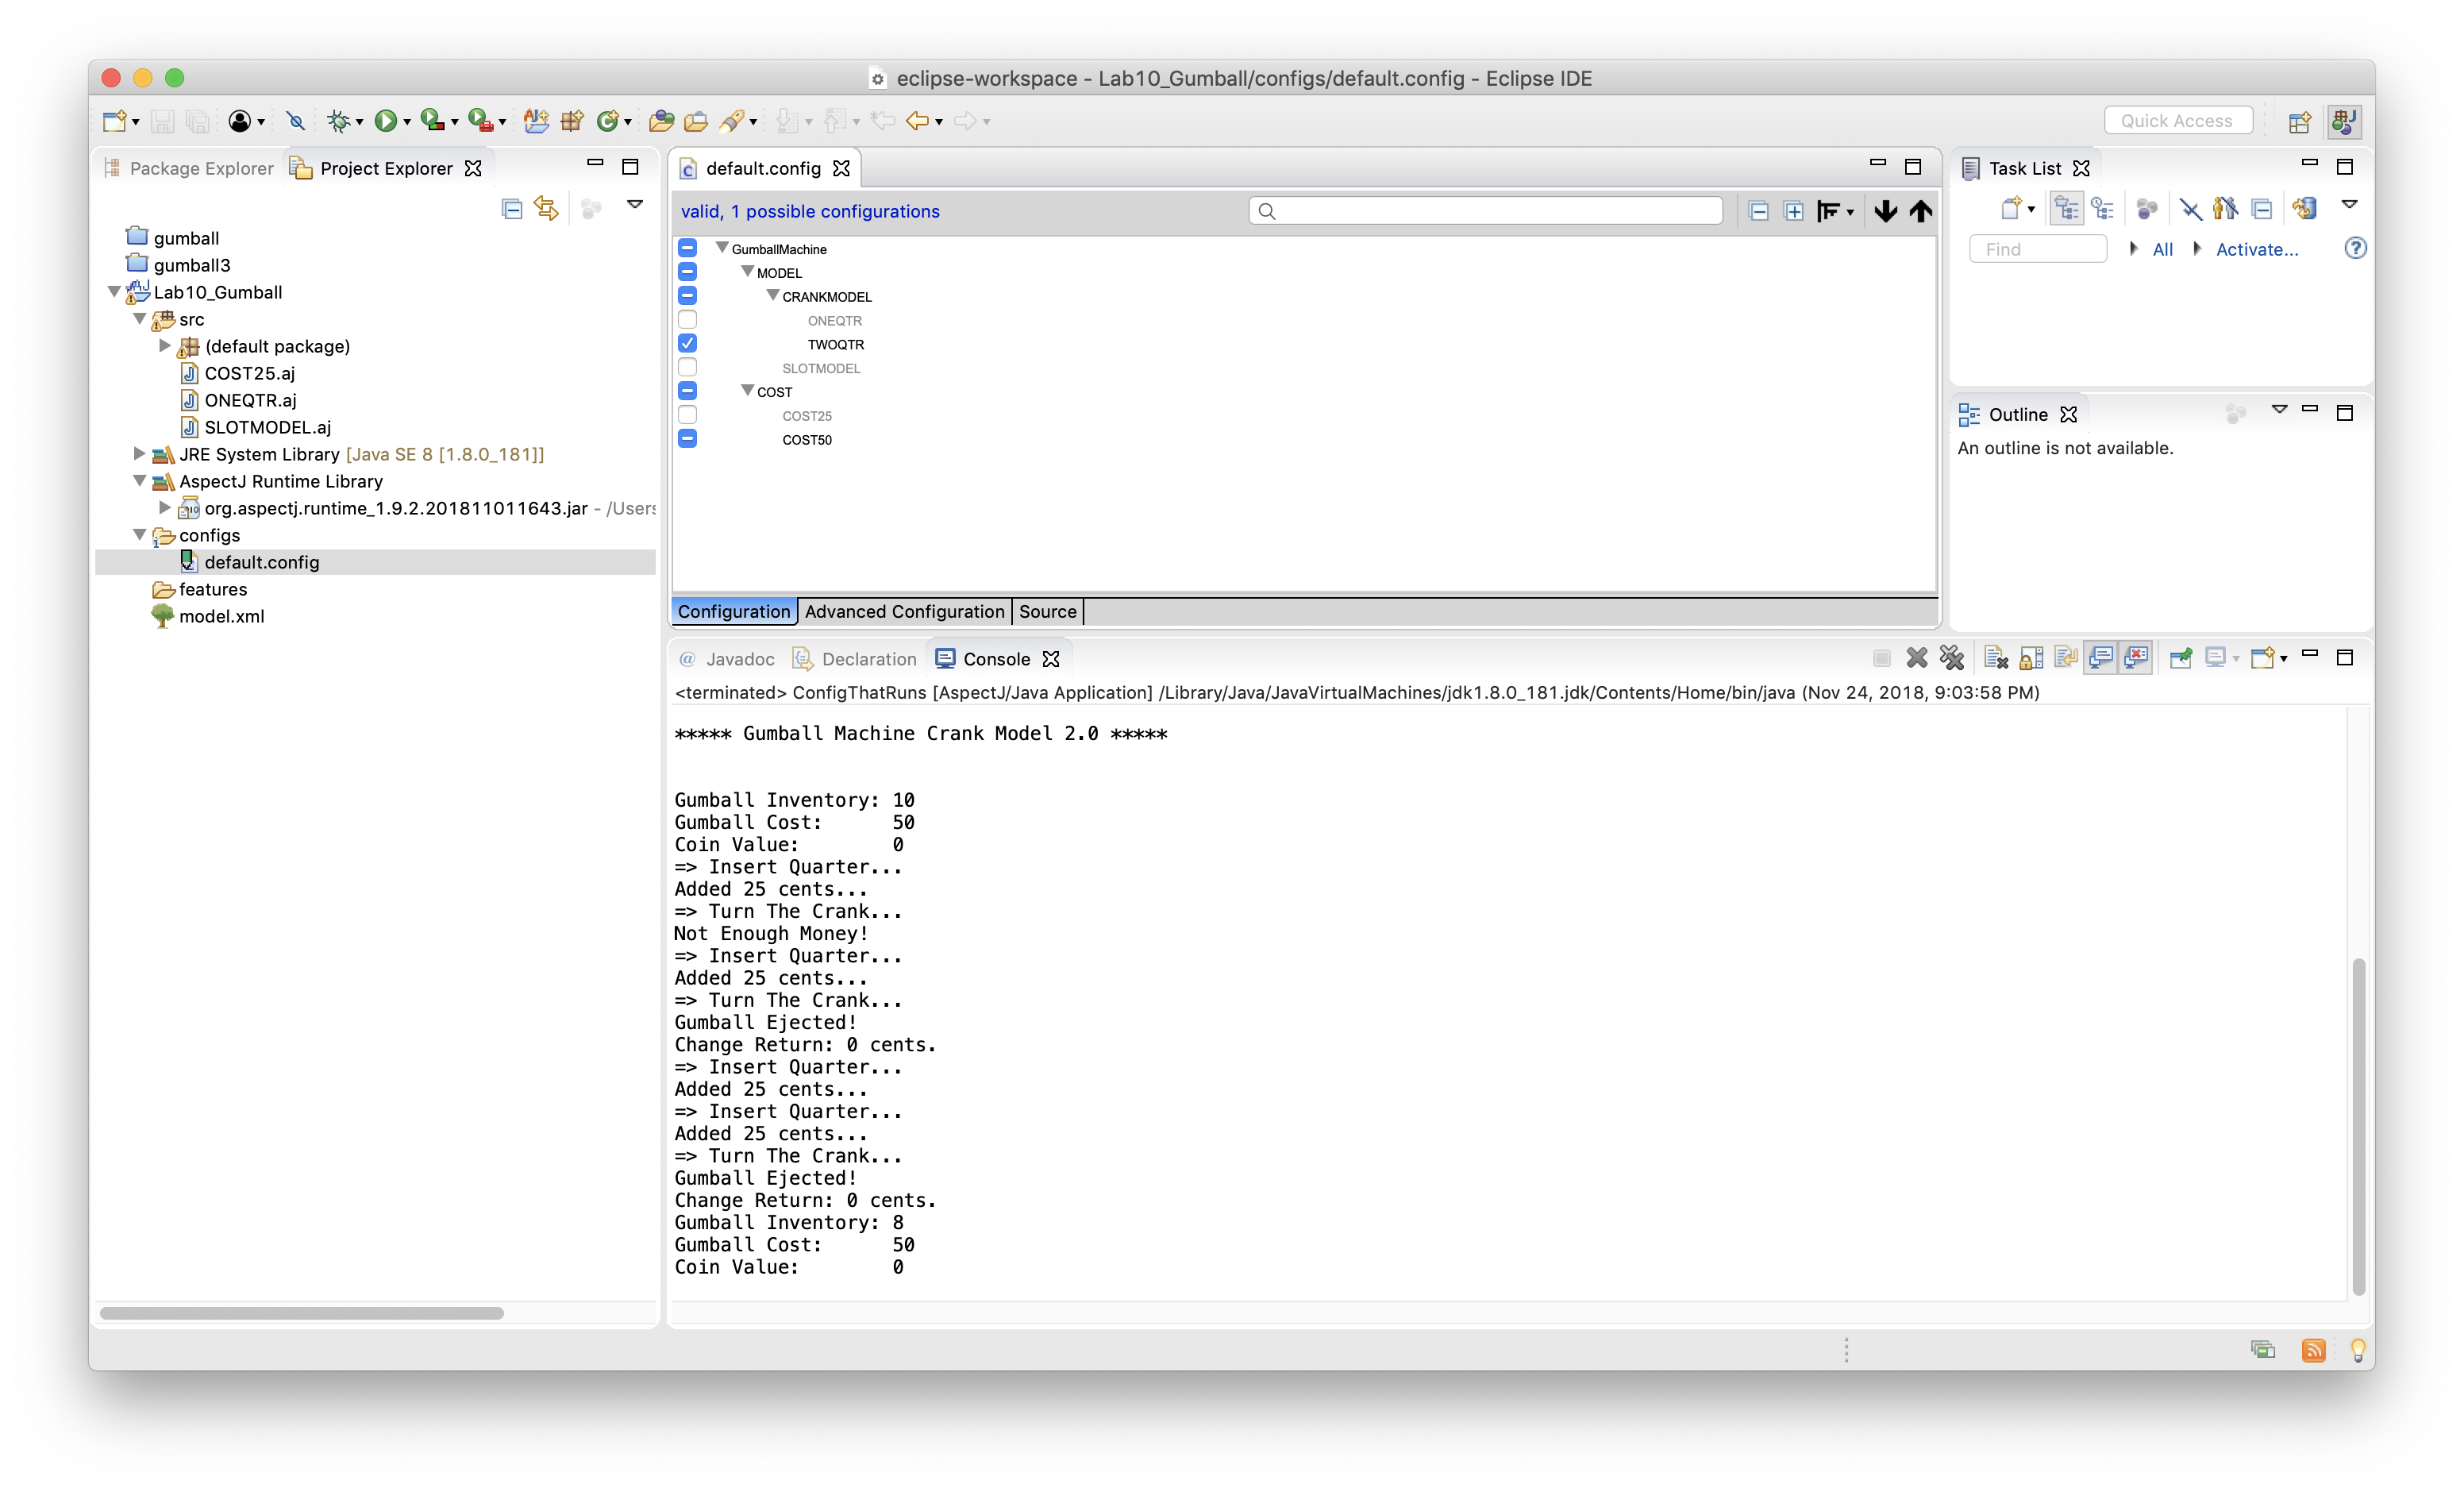 eclipse-workspace - Lab10_Gumball/configs/default.config - Eclipse IDE
Quick Access
Package Explorer
Project Explorer
gumball
gumball3
Lab10_Gumball
src
(default package)
COST25.aj
ONEQTR.aj
SLOTMODEL.aj
JRE System Library [Java SE 8 [1.8.0_181]]
AspectJ Runtime Library
org.aspectj.runtime_1.9.2.201811011643.jar - /Users
configs
default.config
features
model.xml
default.config
valid, 1 possible configurations
GumballMachine
MODEL
CRANKMODEL
ONEQTR
TWOQTR
SLOTMODEL
COST
COST25
COST50
Configuration
Advanced Configuration
Source
Task List
Find
All
Activate...
Outline
An outline is not available.
@ Javadoc
Declaration
Console
<terminated> ConfigThatRuns [AspectJ/Java Application] /Library/Java/JavaVirtualMachines/jdk1.8.0_181.jdk/Contents/Home/bin/java (Nov 24, 2018, 9:03:58 PM)
***** Gumball Machine Crank Model 2.0 *****
Gumball Inventory: 10
Gumball Cost: 50
Coin Value: 0
=> Insert Quarter...
Added 25 cents...
=> Turn The Crank...
Not Enough Money!
=> Insert Quarter...
Added 25 cents...
=> Turn The Crank...
Gumball Ejected!
Change Return: 0 cents.
=> Insert Quarter...
Added 25 cents...
=> Insert Quarter...
Added 25 cents...
=> Turn The Crank...
Gumball Ejected!
Change Return: 0 cents.
Gumball Inventory: 8
Gumball Cost: 50
Coin Value: 0